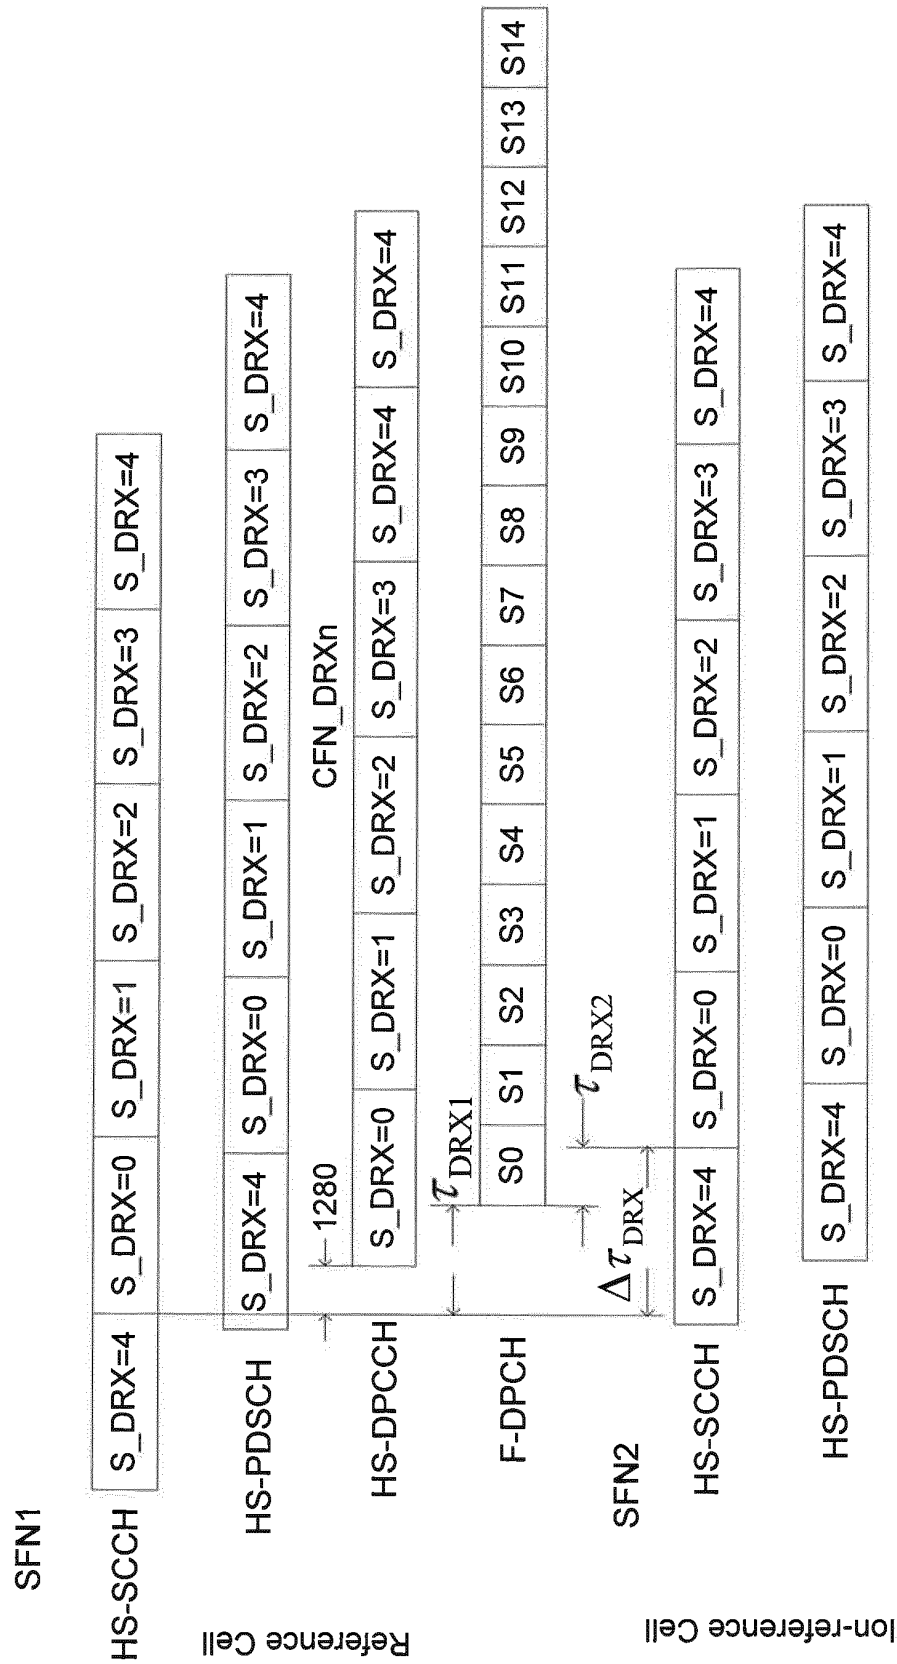 SFN1
HS-SCCH S_DRX=4 S_DRX=0 S_DRX=1 S_DRX=2 S_DRX=3 S_DRX=4
Reference Cell
HS-PDSCH S_DRX=4 S_DRX=0 S_DRX=1 S_DRX=2 S_DRX=3 S_DRX=4
1280 CFN_DRXn
HS-DPCCH S_DRX=0 S_DRX=1 S_DRX=2 S_DRX=3 S_DRX=4 S_DRX=4
τDRX1
F-DPCH S0 S1 S2 S3 S4 S5 S6 S7 S8 S9 S10 S11 S12 S13 S14
τDRX2
SFN2 ΔτDRX
HS-SCCH S_DRX=4 S_DRX=0 S_DRX=1 S_DRX=2 S_DRX=3 S_DRX=4
Ion-reference Cell
HS-PDSCH S_DRX=4 S_DRX=0 S_DRX=1 S_DRX=2 S_DRX=3 S_DRX=4